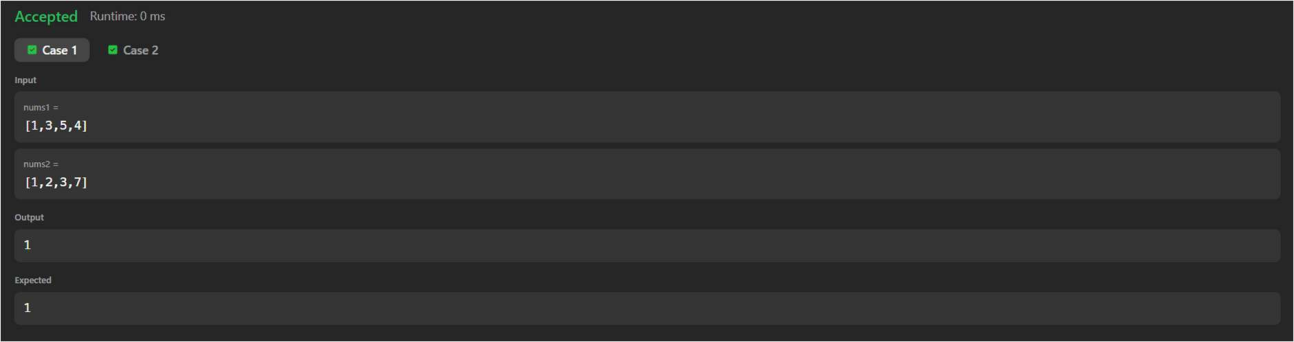 Accepted Runtime: 0 ms
Case 1 Case 2
Input
nums1 =
[1,3,5,4]
nums2 =
[1,2,3,7]
Output
1
Expected
1